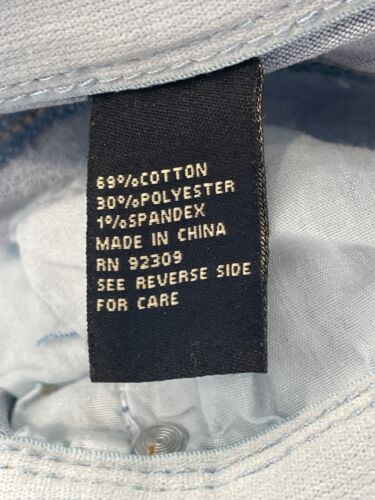 69%COTTON
30%POLYESTER
1%SPANDEX
MADE IN CHINA
RN 92309
SEE REVERSE SIDE
FOR CARE